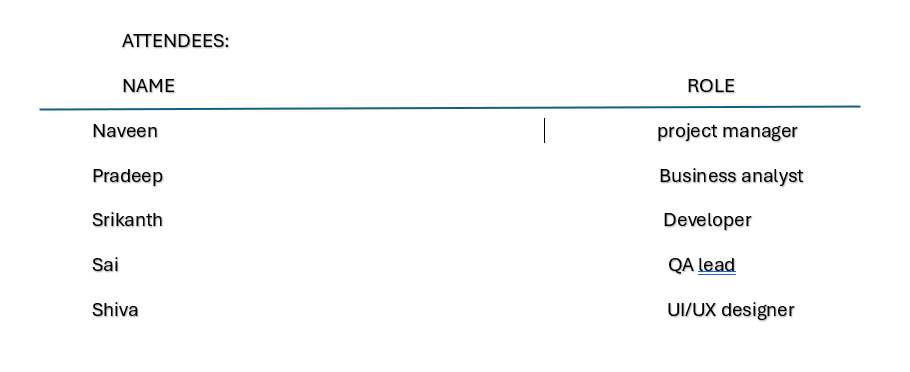 ATTENDEES:
NAME ROLE
Naveen project manager
Pradeep Business analyst
Srikanth Developer
Sai QA lead
Shiva UI/UX designer